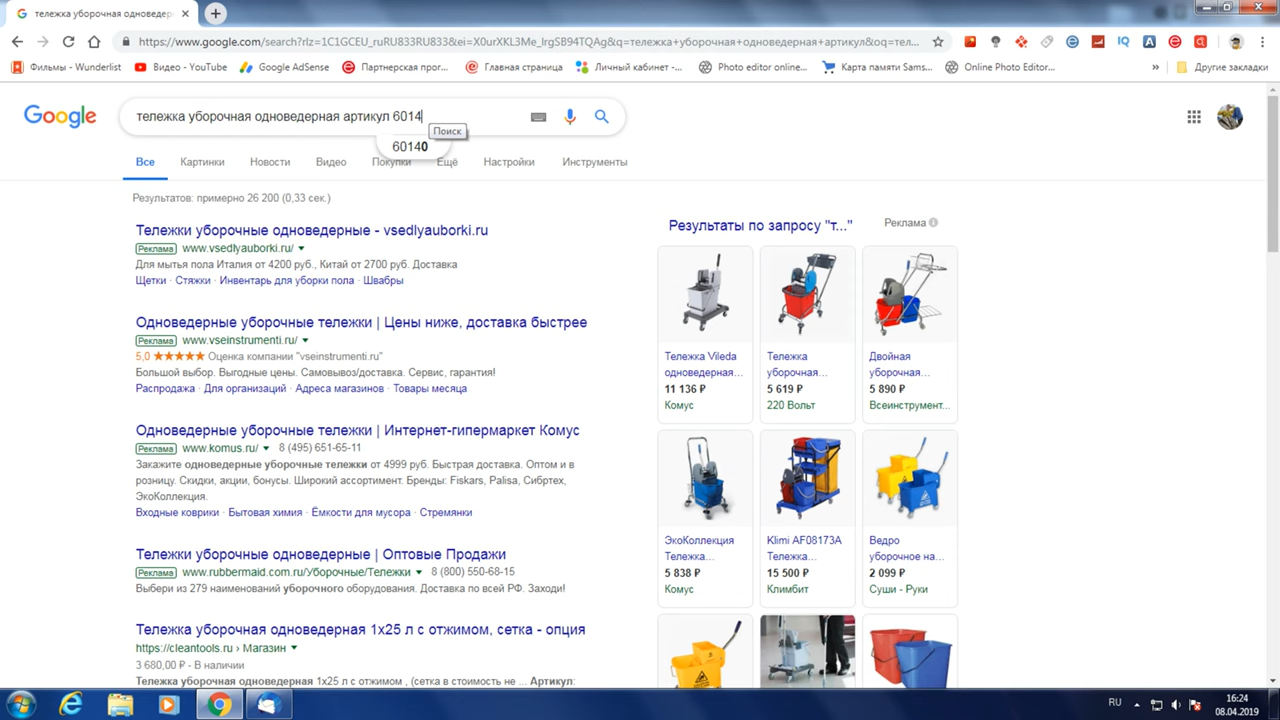 тележка уборочная одноведерна
https://www.google.com/search?rlz=1C1GCEU_ruRU833RU833&ei=X0urXKL3Me_lrgSB94TQAg&q=тележка+уборочная+одноведерная+артикул&oq=тел...
Фильмы - Wunderlist
Видео - YouTube
Google AdSense
Партнерская прог...
Главная страница
Личный кабинет -...
Photo editor online...
Карта памяти Sams...
Online Photo Editor...
»
Другие закладки
Google
тележка уборочная одноведерная артикул 6014
Поиск
60140
Все
Картинки
Новости
Видео
Покупки
Ещё
Настройки
Инструменты
Результатов: примерно 26 200 (0,33 сек.)
Тележки уборочные одноведерные - vsedlyauborki.ru
Реклама www.vsedlyauborki.ru/
Для мытья пола Италия от 4200 руб., Китай от 2700 руб. Доставка
Щетки · Стяжки · Инвентарь для уборки пола · Швабры
Одноведерные уборочные тележки | Цены ниже, доставка быстрее
Реклама www.vseinstrumenti.ru/
5,0 ★★★★★ Оценка компании "vseinstrumenti.ru"
Большой выбор. Выгодные цены. Самовывоз/доставка. Сервис, гарантия!
Распродажа · Для организаций · Адреса магазинов · Товары месяца
Одноведерные уборочные тележки | Интернет-гипермаркет Комус
Реклама www.komus.ru/ 8 (495) 651-65-11
Закажите одноведерные уборочные тележки от 4999 руб. Быстрая доставка. Оптом и в
розницу. Скидки, акции, бонусы. Широкий ассортимент. Бренды: Fiskars, Palisa, Сибртех,
ЭкоКоллекция.
Входные коврики · Бытовая химия · Ёмкости для мусора · Стремянки
Тележки уборочные одноведерные | Оптовые Продажи
Реклама www.rubbermaid.com.ru/Уборочные/Тележки 8 (800) 550-68-15
Выбери из 279 наименований уборочного оборудования. Доставка по всей РФ. Заходи!
Тележка уборочная одноведерная 1x25 л с отжимом, сетка - опция
https://cleantools.ru › Магазин
3 680,00 ₽ - В наличии
Тележка уборочная одноведерная 1x25 л с отжимом , (сетка в стоимость не ... Артикул:
Результаты по запросу "т..."
Реклама
Тележка Vileda
одноведерная...
11 136 ₽
Комус
Тележка
уборочная...
5 619 ₽
220 Вольт
Двойная
уборочная...
5 890 ₽
Всеинструмент...
ЭкоКоллекция
Тележка...
5 838 ₽
Комус
Klimi AF08173A
Тележка...
15 500 ₽
Климбит
Ведро
уборочное на...
2 099 ₽
Суши - Руки
RU
16:24
08.04.2019